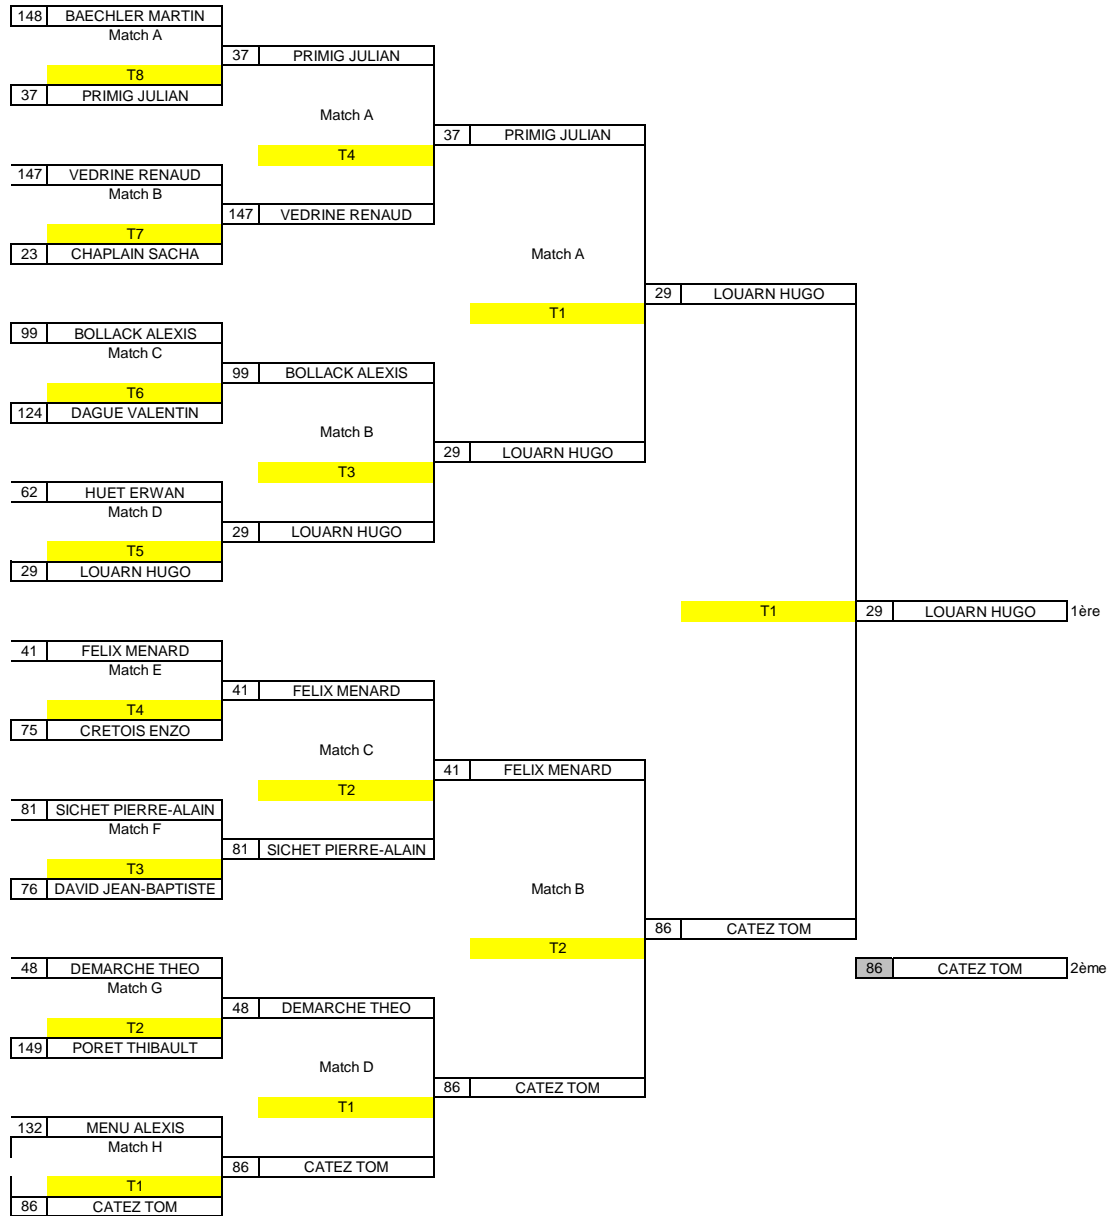 148 BAECHLER MARTIN
Match A
37 PRIMIG JULIAN
T8
37 PRIMIG JULIAN
Match A
37 PRIMIG JULIAN
T4
147 VEDRINE RENAUD
Match B
147 VEDRINE RENAUD
T7
23 CHAPLAIN SACHA
Match A
29 LOUARN HUGO
T1
99 BOLLACK ALEXIS
Match C
99 BOLLACK ALEXIS
T6
124 DAGUE VALENTIN
Match B
29 LOUARN HUGO
T3
62 HUET ERWAN
Match D
29 LOUARN HUGO
T5
29 LOUARN HUGO
T1 29 LOUARN HUGO 1ère
41 FELIX MENARD
Match E
41 FELIX MENARD
T4
75 CRETOIS ENZO
Match C
41 FELIX MENARD
T2
81 SICHET PIERRE-ALAIN
Match F
81 SICHET PIERRE-ALAIN
T3
76 DAVID JEAN-BAPTISTE Match B
86 CATEZ TOM
T2
48 DEMARCHE THEO 86 CATEZ TOM 2ème
Match G
48 DEMARCHE THEO
T2
149 PORET THIBAULT
Match D
86 CATEZ TOM
T1
132 MENU ALEXIS
Match H
86 CATEZ TOM
T1
86 CATEZ TOM